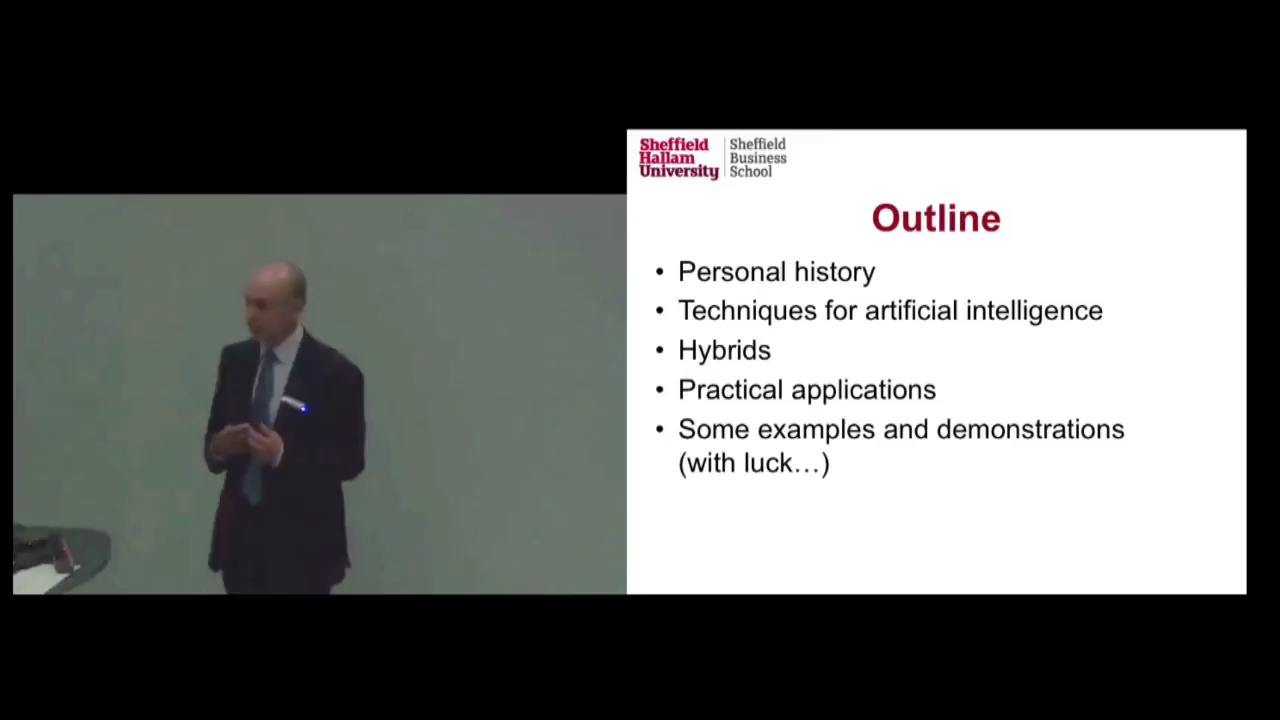 Sheffield
Hallam
University
Sheffield
Business
School
Outline
• Personal history
• Techniques for artificial intelligence
• Hybrids
• Practical applications
• Some examples and demonstrations
(with luck…)